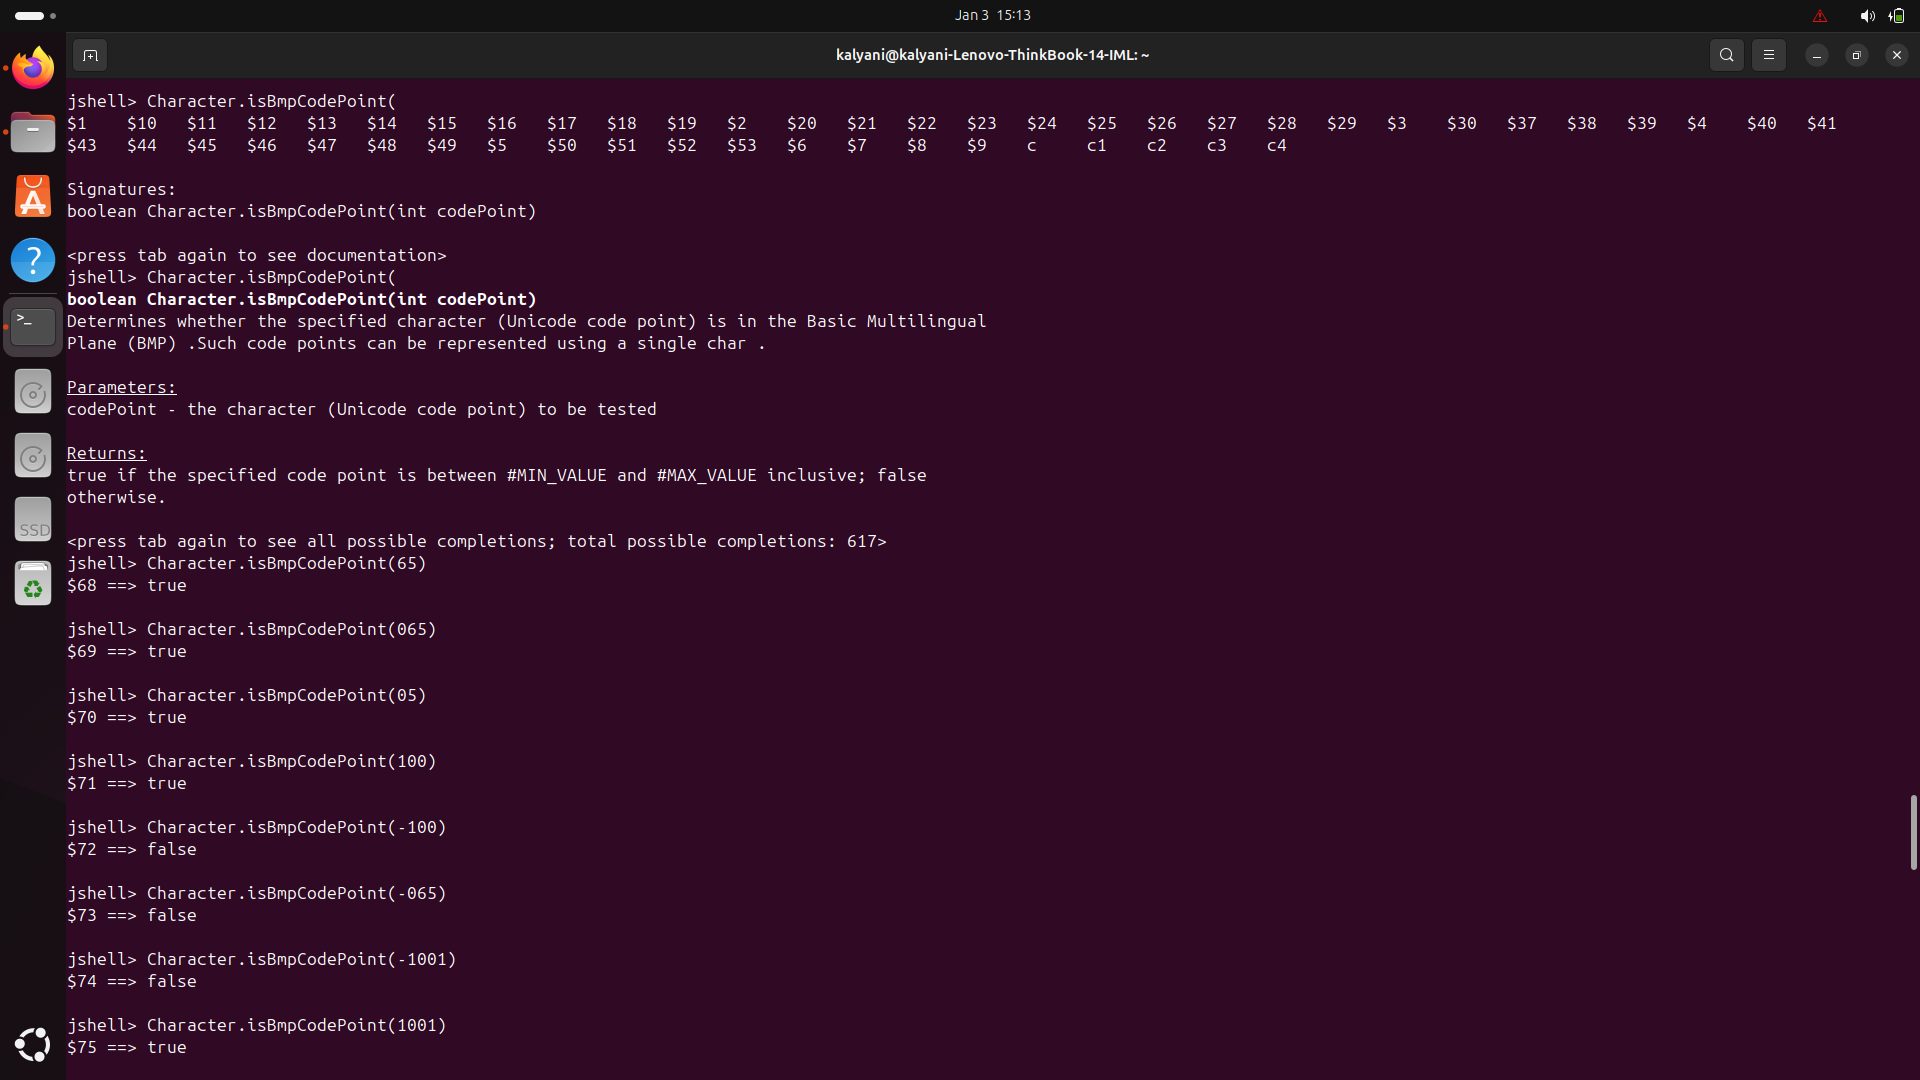 Jan 3 15:13
kalyani@kalyani-Lenovo-ThinkBook-14-IML: ~
jshell> Character.isBmpCodePoint(
$1 $10 $11 $12 $13 $14 $15 $16 $17 $18 $19 $2 $20 $21 $22 $23 $24 $25 $26 $27 $28 $29 $3 $30 $37 $38 $39 $4 $40 $41
$43 $44 $45 $46 $47 $48 $49 $5 $50 $51 $52 $53 $6 $7 $8 $9 c c1 c2 c3 c4
Signatures:
boolean Character.isBmpCodePoint(int codePoint)
<press tab again to see documentation>
jshell> Character.isBmpCodePoint(
boolean Character.isBmpCodePoint(int codePoint)
Determines whether the specified character (Unicode code point) is in the Basic Multilingual
Plane (BMP) .Such code points can be represented using a single char .
Parameters:
codePoint - the character (Unicode code point) to be tested
Returns:
true if the specified code point is between #MIN_VALUE and #MAX_VALUE inclusive; false
otherwise.
<press tab again to see all possible completions; total possible completions: 617>
jshell> Character.isBmpCodePoint(65)
$68 ==> true
jshell> Character.isBmpCodePoint(065)
$69 ==> true
jshell> Character.isBmpCodePoint(05)
$70 ==> true
jshell> Character.isBmpCodePoint(100)
$71 ==> true
jshell> Character.isBmpCodePoint(-100)
$72 ==> false
jshell> Character.isBmpCodePoint(-065)
$73 ==> false
jshell> Character.isBmpCodePoint(-1001)
$74 ==> false
jshell> Character.isBmpCodePoint(1001)
$75 ==> true
SSD